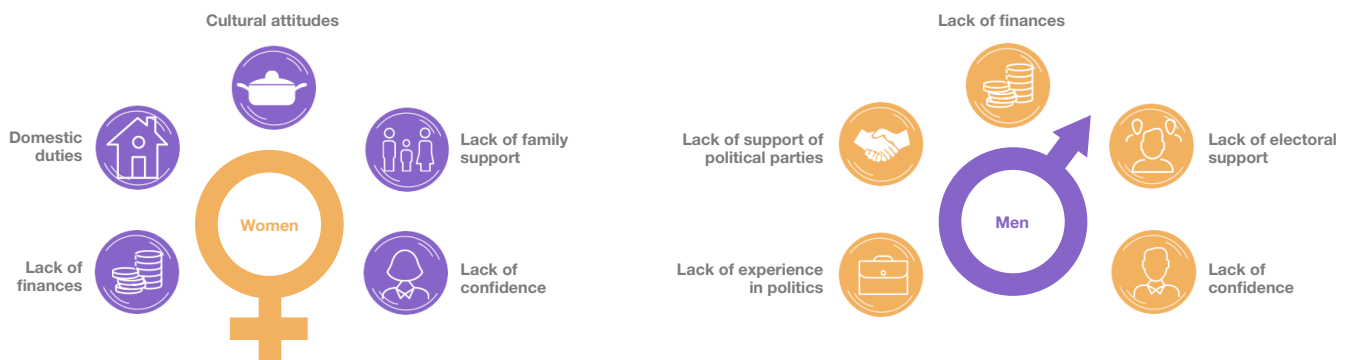 Cultural attitudes
Domestic
duties
Lack of family
support
Women
Lack of
finances
Lack of
confidence
Lack of finances
Lack of support of
political parties
Lack of electoral
support
Men
Lack of experience
in politics
Lack of
confidence